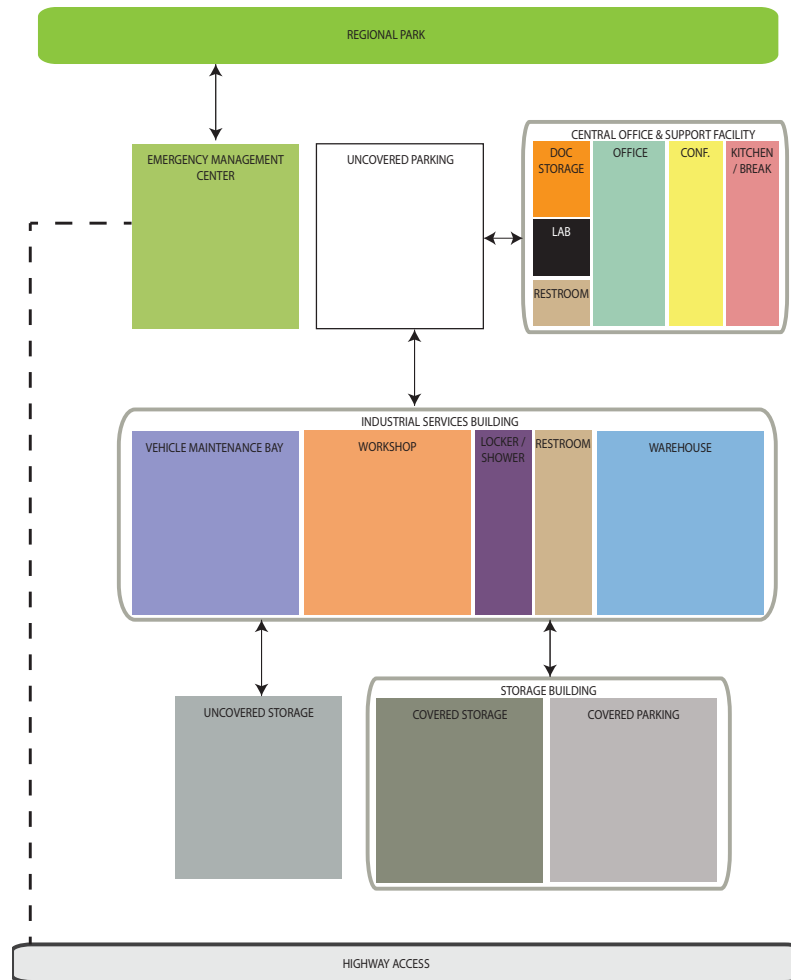 REGIONAL PARK
EMERGENCY MANAGEMENT
CENTER
UNCOVERED PARKING
CENTRAL OFFICE & SUPPORT FACILITY
DOC
STORAGE
OFFICE
CONF.
KITCHEN
/ BREAK
LAB
RESTROOM
INDUSTRIAL SERVICES BUILDING
VEHICLE MAINTENANCE BAY
WORKSHOP
LOCKER /
SHOWER
RESTROOM
WAREHOUSE
UNCOVERED STORAGE
STORAGE BUILDING
COVERED STORAGE
COVERED PARKING
HIGHWAY ACCESS